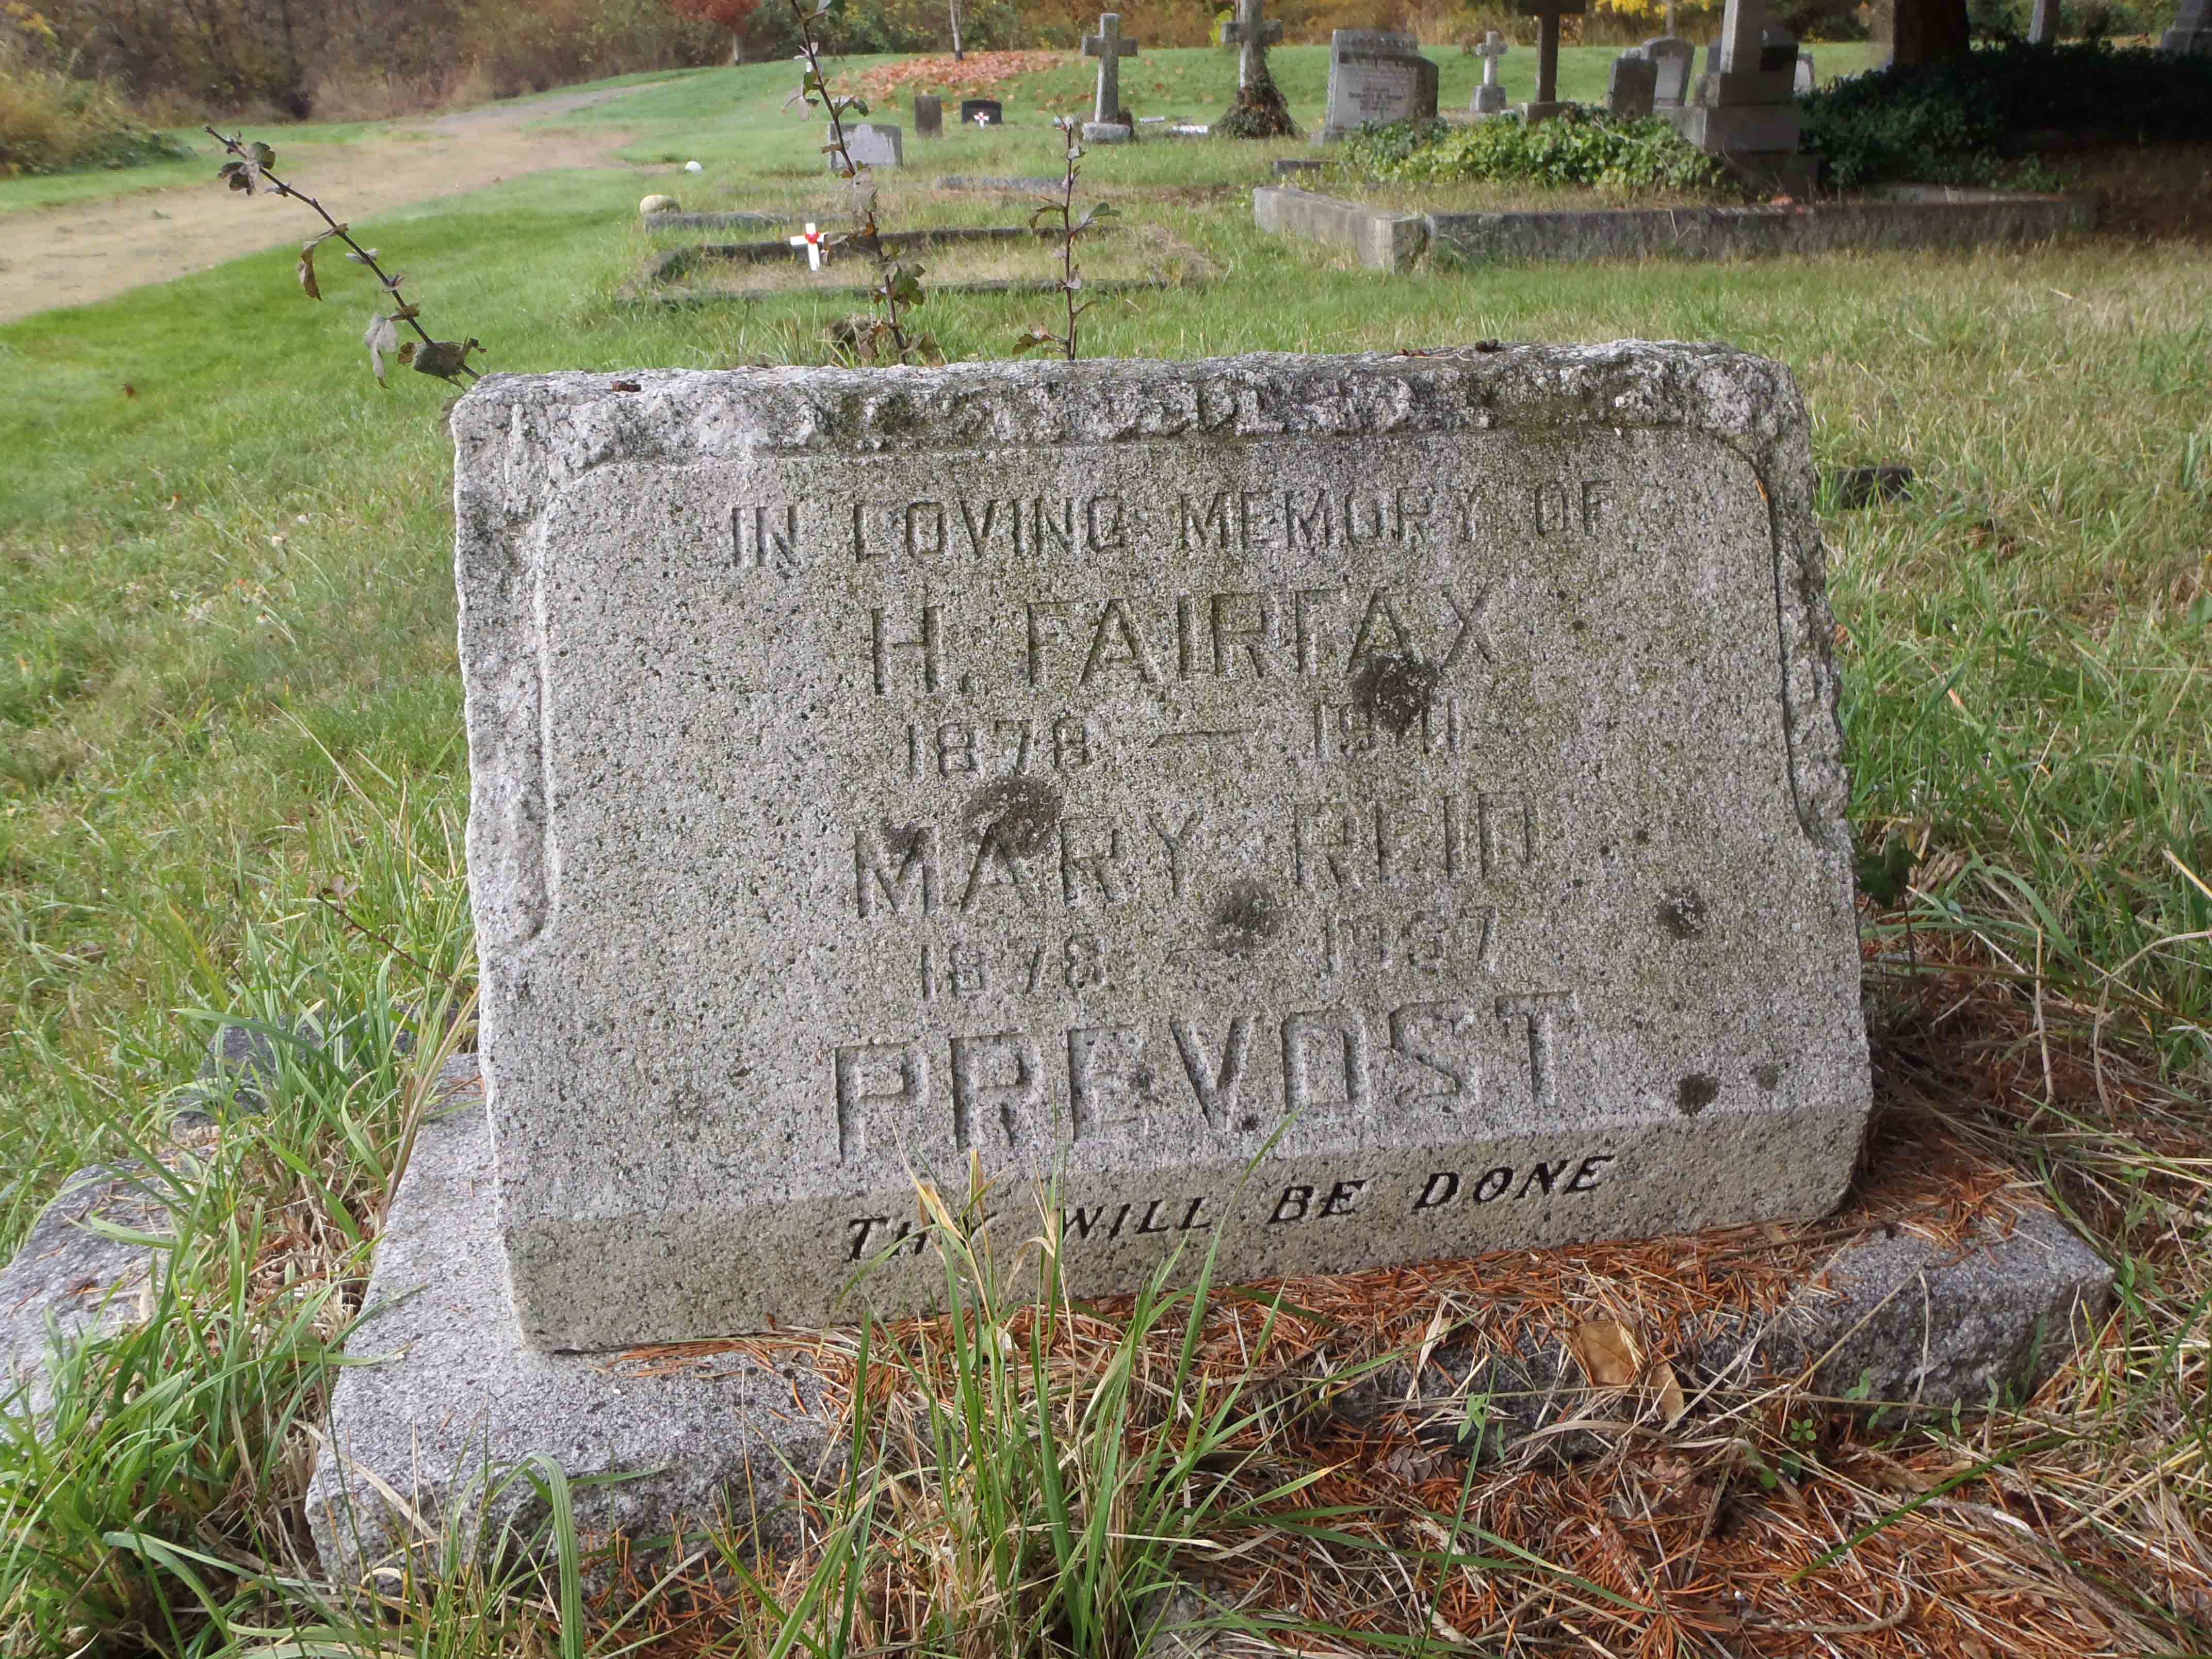 IN LOVING MEMORY OF
H. FAIRFAX
1878 — 1941
MARY REID
1878 — 1967
PREVOST
THY WILL BE DONE